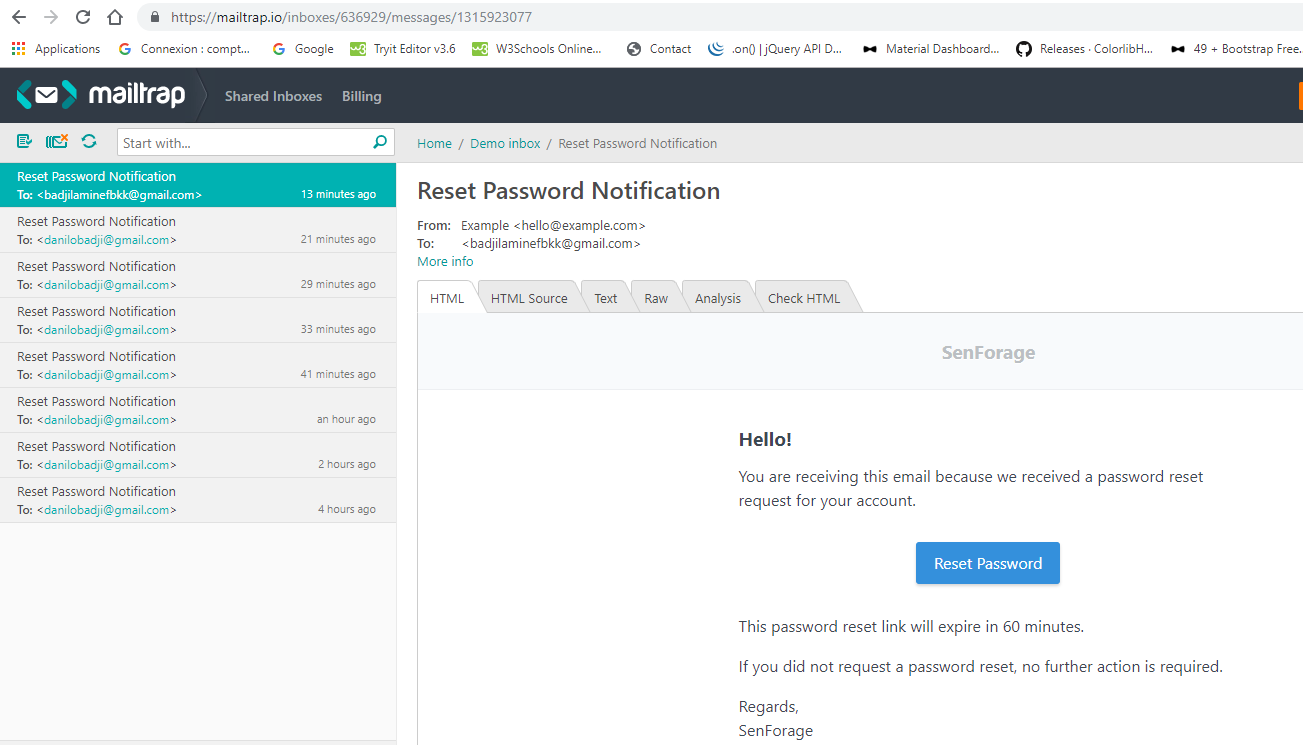 https://mailtrap.io/inboxes/636929/messages/1315923077
Applications Connexion : compt... Google Tryit Editor v3.6 W3Schools Online... Contact .on() | jQuery API D... Material Dashboard... Releases · ColorlibH... 49 + Bootstrap Free...
mailtrap Shared Inboxes Billing
Start with...
Home / Demo inbox / Reset Password Notification
Reset Password Notification
To: <badjilaminefbkk@gmail.com> 13 minutes ago
Reset Password Notification
To: <danilobadji@gmail.com> 21 minutes ago
Reset Password Notification
To: <danilobadji@gmail.com> 29 minutes ago
Reset Password Notification
To: <danilobadji@gmail.com> 33 minutes ago
Reset Password Notification
To: <danilobadji@gmail.com> 41 minutes ago
Reset Password Notification
To: <danilobadji@gmail.com> an hour ago
Reset Password Notification
To: <danilobadji@gmail.com> 2 hours ago
Reset Password Notification
To: <danilobadji@gmail.com> 4 hours ago
Reset Password Notification
From: Example <hello@example.com>
To: <badjilaminefbkk@gmail.com>
More info
HTML HTML Source Text Raw Analysis Check HTML
SenForage
Hello!
You are receiving this email because we received a password reset
request for your account.
Reset Password
This password reset link will expire in 60 minutes.
If you did not request a password reset, no further action is required.
Regards,
SenForage